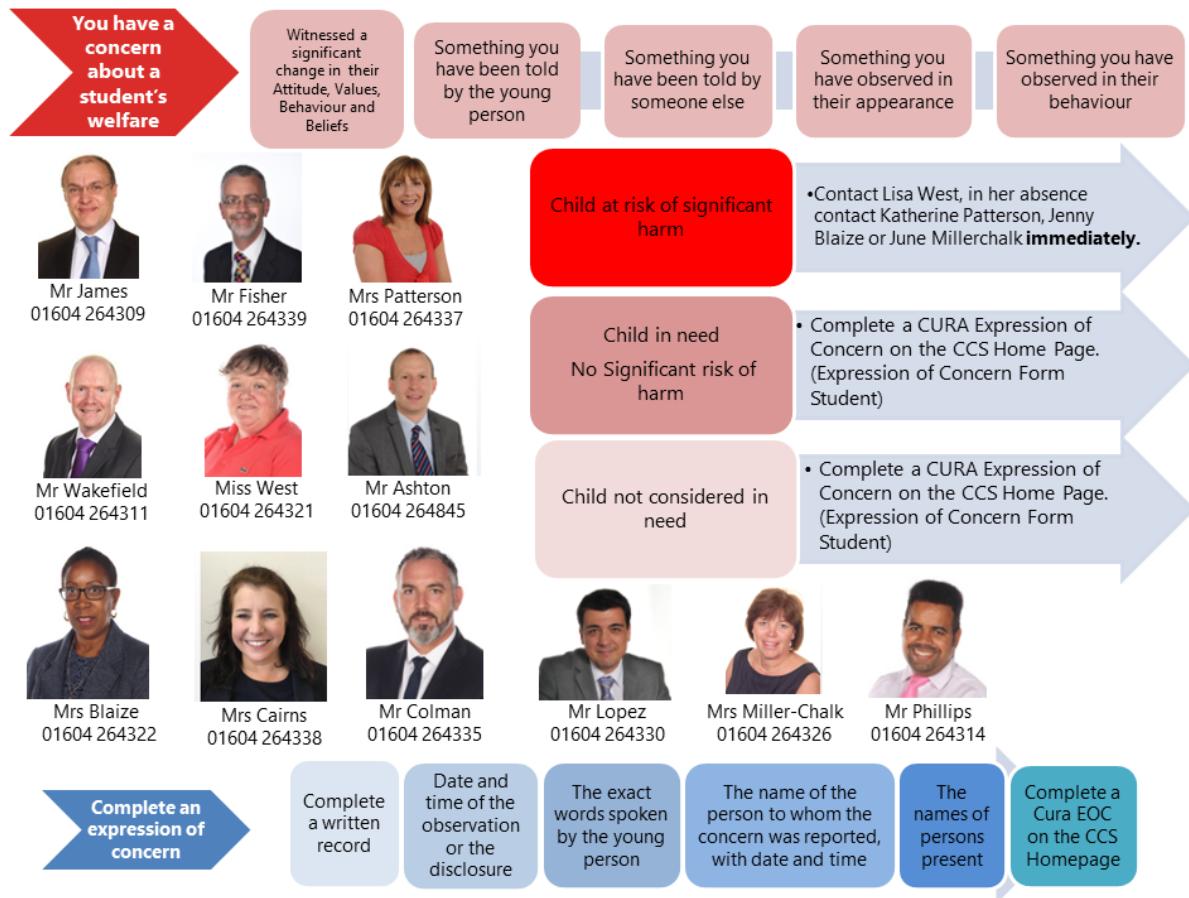 You have a
concern
about a
student's
welfare
Witnessed a
significant
change in their
Attitude, Values,
Behaviour and
Beliefs
Something you
have been told
by the young
person
Something you
have been told by
someone else
Something you
have observed in
their appearance
Something you have
observed in their
behaviour
Mr James
01604 264309
Mr Fisher
01604 264339
Mrs Patterson
01604 264337
Child at risk of significant
harm
•Contact Lisa West, in her absence
contact Katherine Patterson, Jenny
Blaize or June Millerchalk immediately.
Child in need
No Significant risk of
harm
• Complete a CURA Expression of
Concern on the CCS Home Page.
(Expression of Concern Form
Student)
Mr Wakefield
01604 264311
Miss West
01604 264321
Mr Ashton
01604 264845
Child not considered in
need
• Complete a CURA Expression of
Concern on the CCS Home Page.
(Expression of Concern Form
Student)
Mrs Blaize
01604 264322
Mrs Cairns
01604 264338
Mr Colman
01604 264335
Mr Lopez
01604 264330
Mrs Miller-Chalk
01604 264326
Mr Phillips
01604 264314
Complete an
expression of
concern
Complete
a written
record
Date and
time of the
observation
or the
disclosure
The exact
words spoken
by the young
person
The name of the
person to whom the
concern was reported,
with date and time
The
names of
persons
present
Complete a
Cura EOC
on the CCS
Homepage